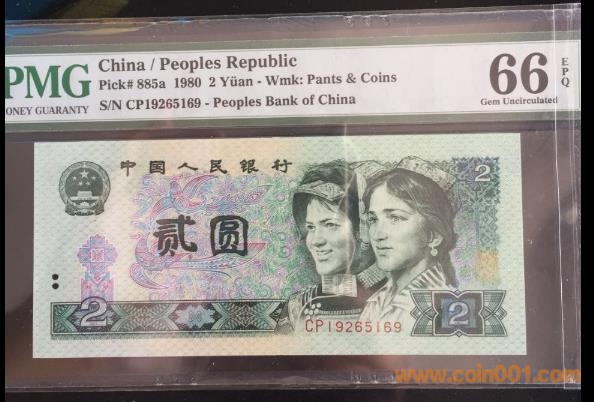 China / Peoples Republic
PMG
Pick# 885a 1980 2 Yüan - Wmk: Pants & Coins
66 EPQ
ONEY GUARANTY
S/N CP19265169 - Peoples Bank of China
Gem Uncirculated
中国人民银行
2
贰圆
2
CP19265169
2
www.coin001.com